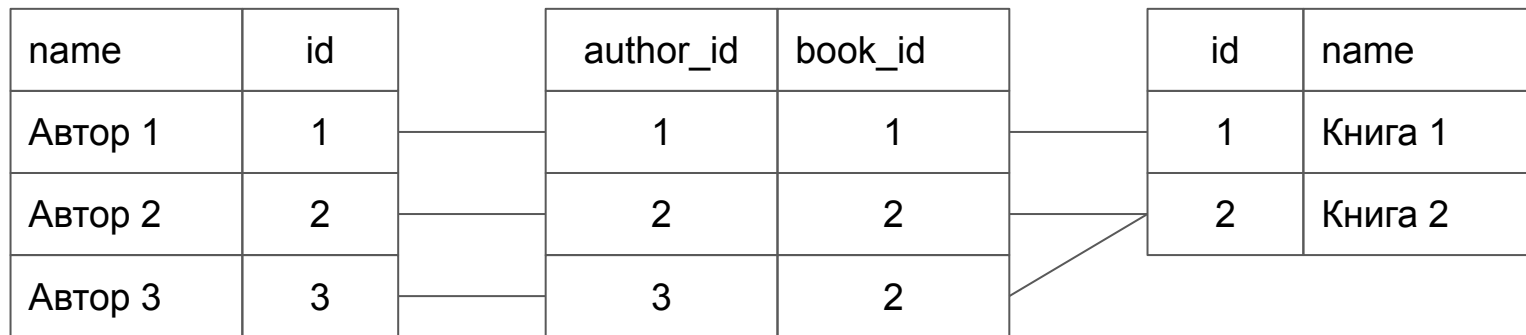 name id author_id book_id id name
Автор 1 1 1 1 1 Книга 1
Автор 2 2 2 2 2 Книга 2
Автор 3 3 3 2